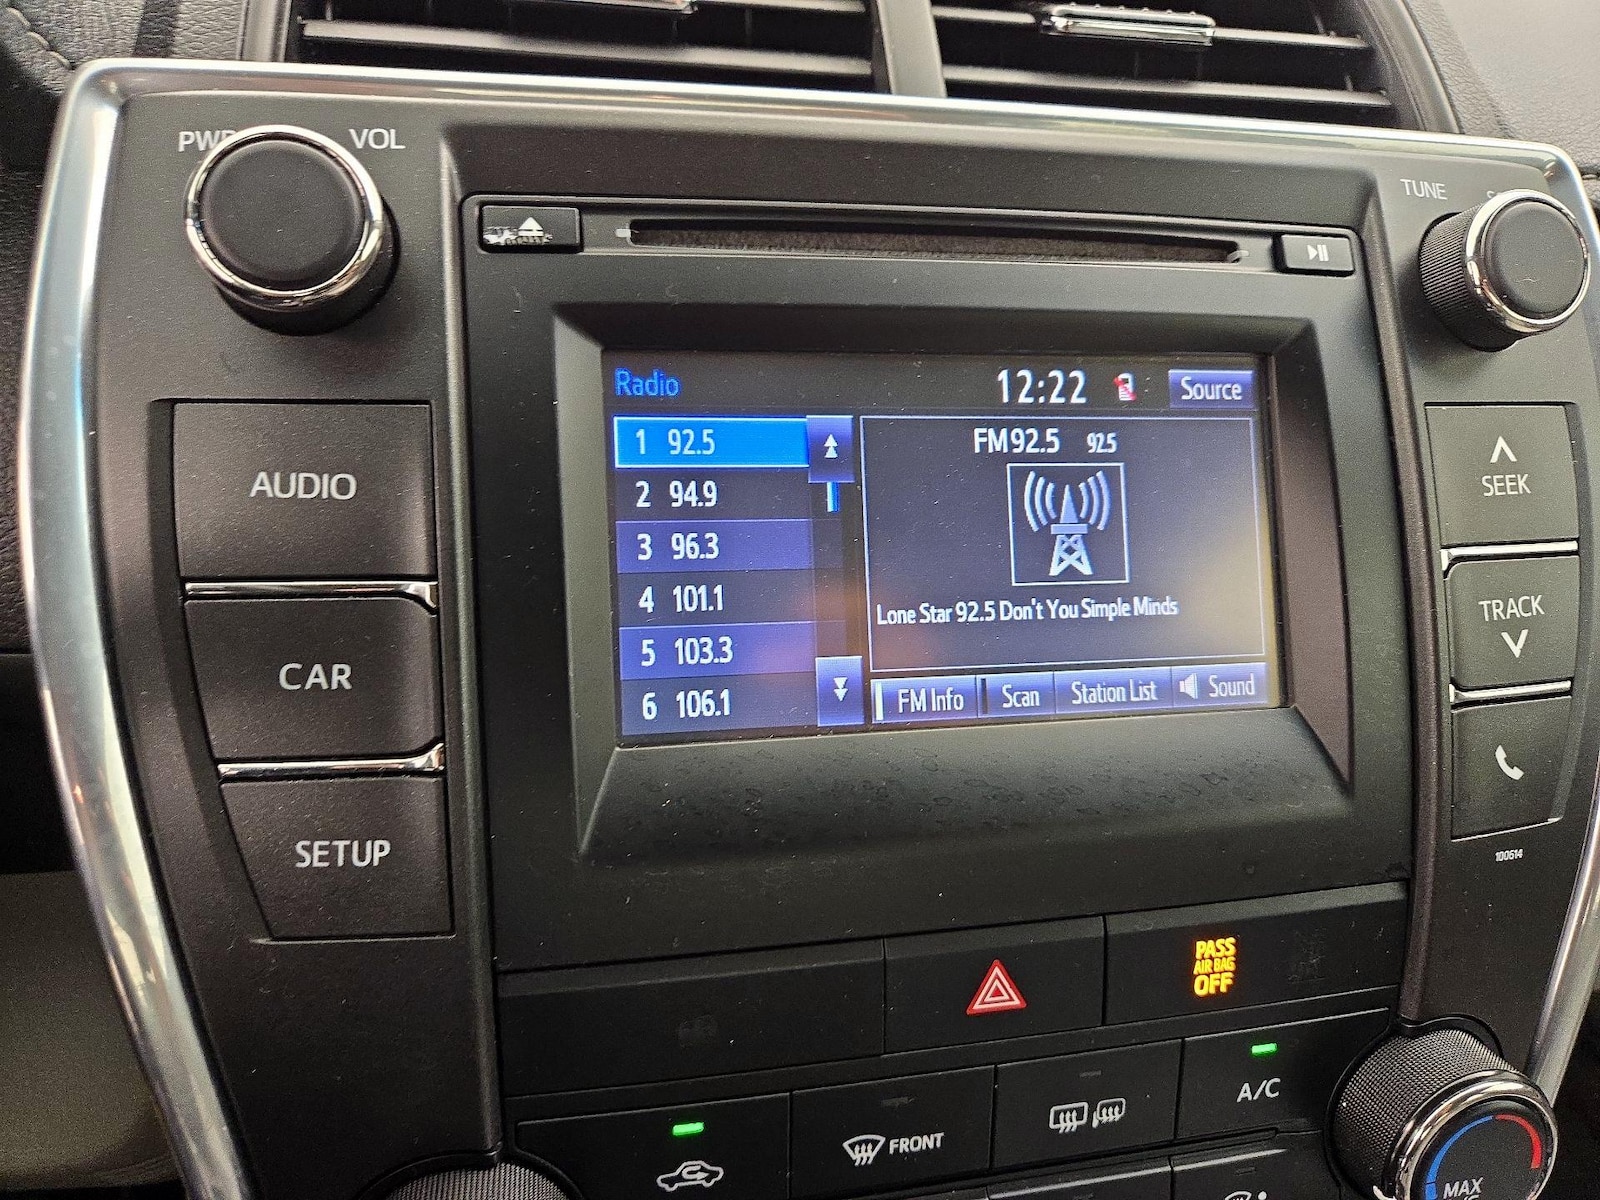 VOL
TUNE
Radio
12:22
Source
1 92.5
2 94.9
3 96.3
4 101.1
5 103.3
6 106.1
FM92.5 92.5
Lone Star 92.5 Don't You Simple Minds
FM Info
Scan
Station List
Sound
AUDIO
CAR
SETUP
SEEK
TRACK
100614
PASS
AIR BAG
OFF
A/C
FRONT
MAX